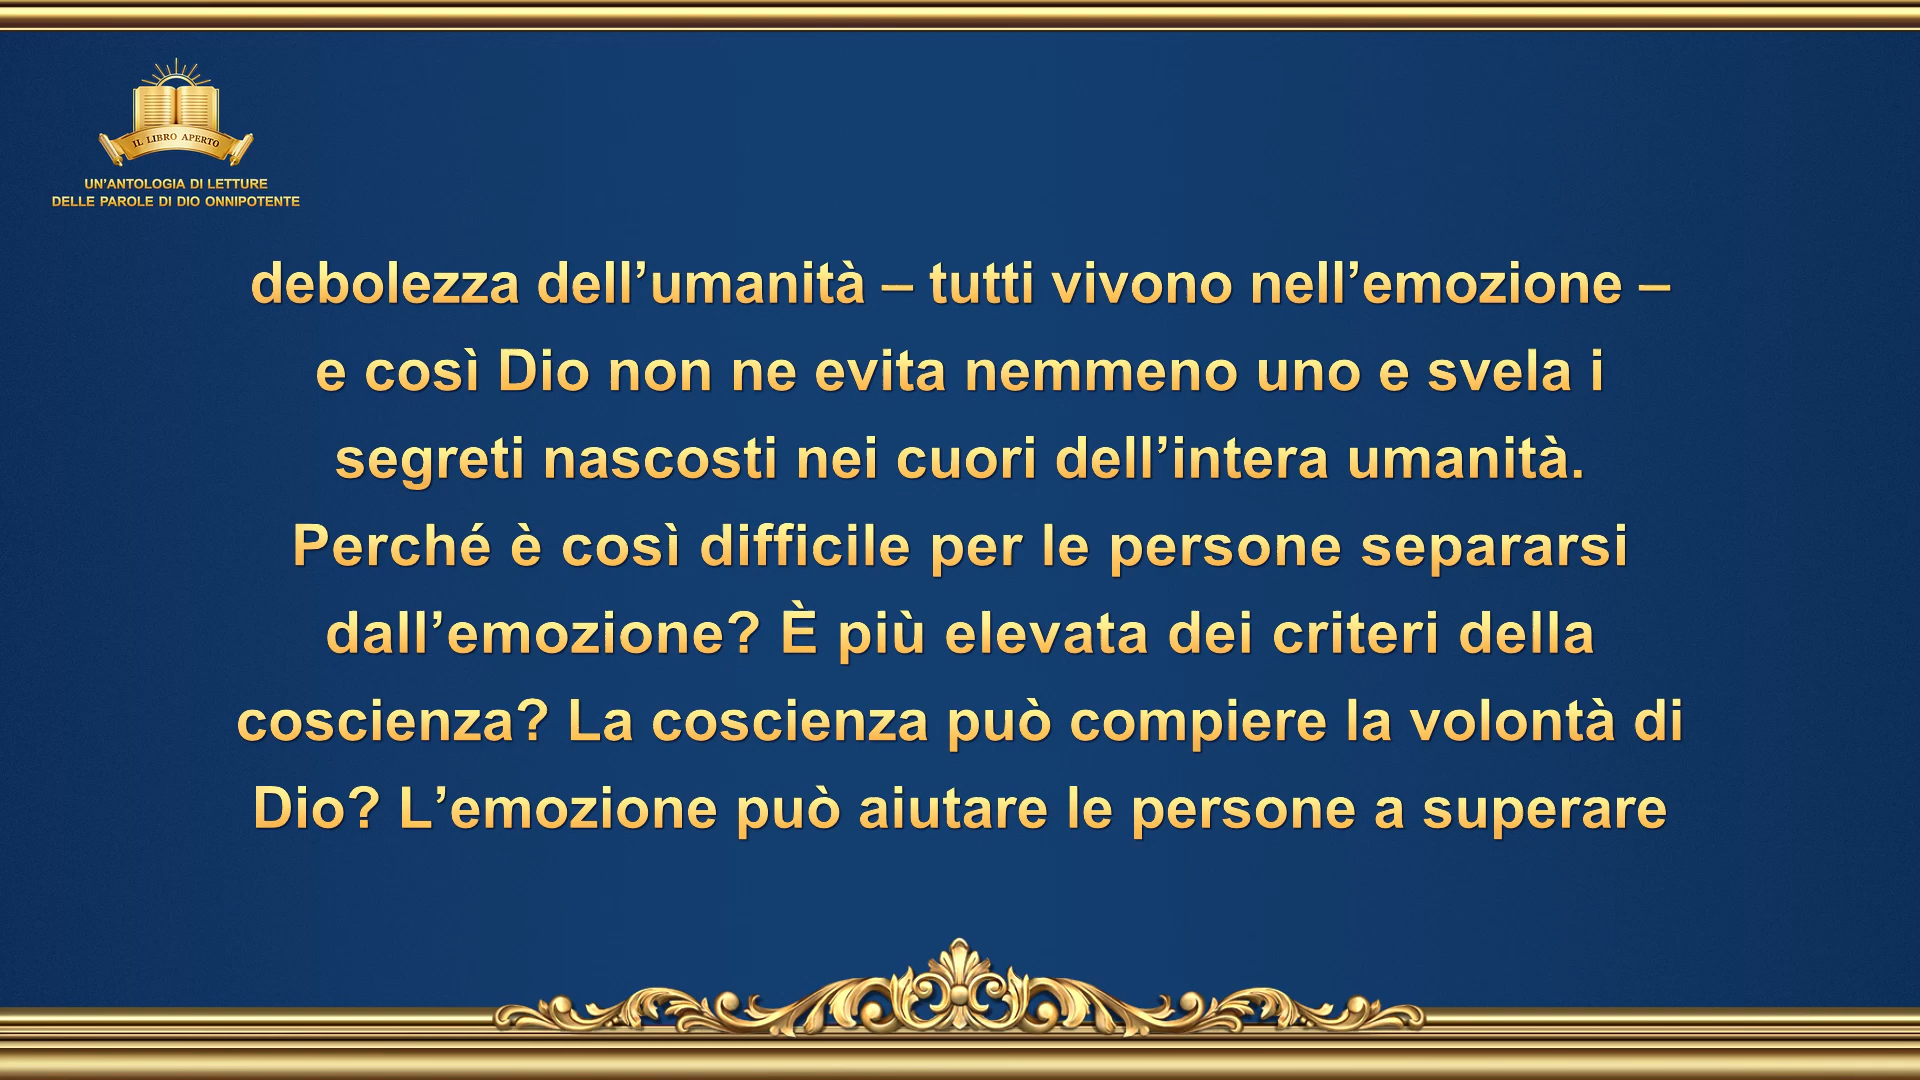 IL LIBRO APERTO
UN’ANTOLOGIA DI LETTURE
DELLE PAROLE DI DIO ONNIPOTENTE
debolezza dell’umanità – tutti vivono nell’emozione –
e così Dio non ne evita nemmeno uno e svela i
segreti nascosti nei cuori dell’intera umanità.
Perché è così difficile per le persone separarsi
dall’emozione? È più elevata dei criteri della
coscienza? La coscienza può compiere la volontà di
Dio? L’emozione può aiutare le persone a superare